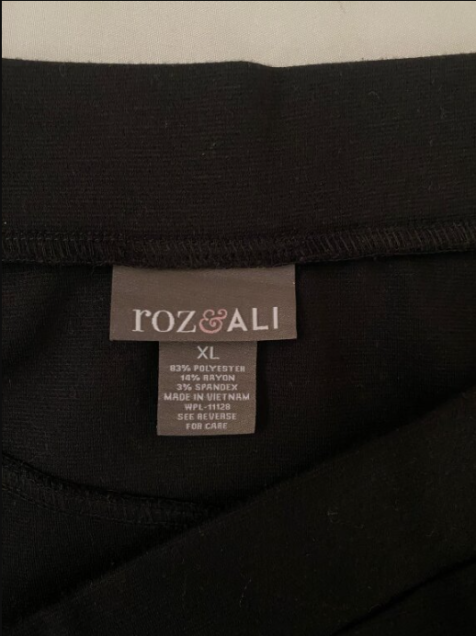 roz&ALI
XL
83% POLYESTER
14% RAYON
3% SPANDEX
MADE IN VIETNAM
WPL-11128
SEE REVERSE
FOR CARE